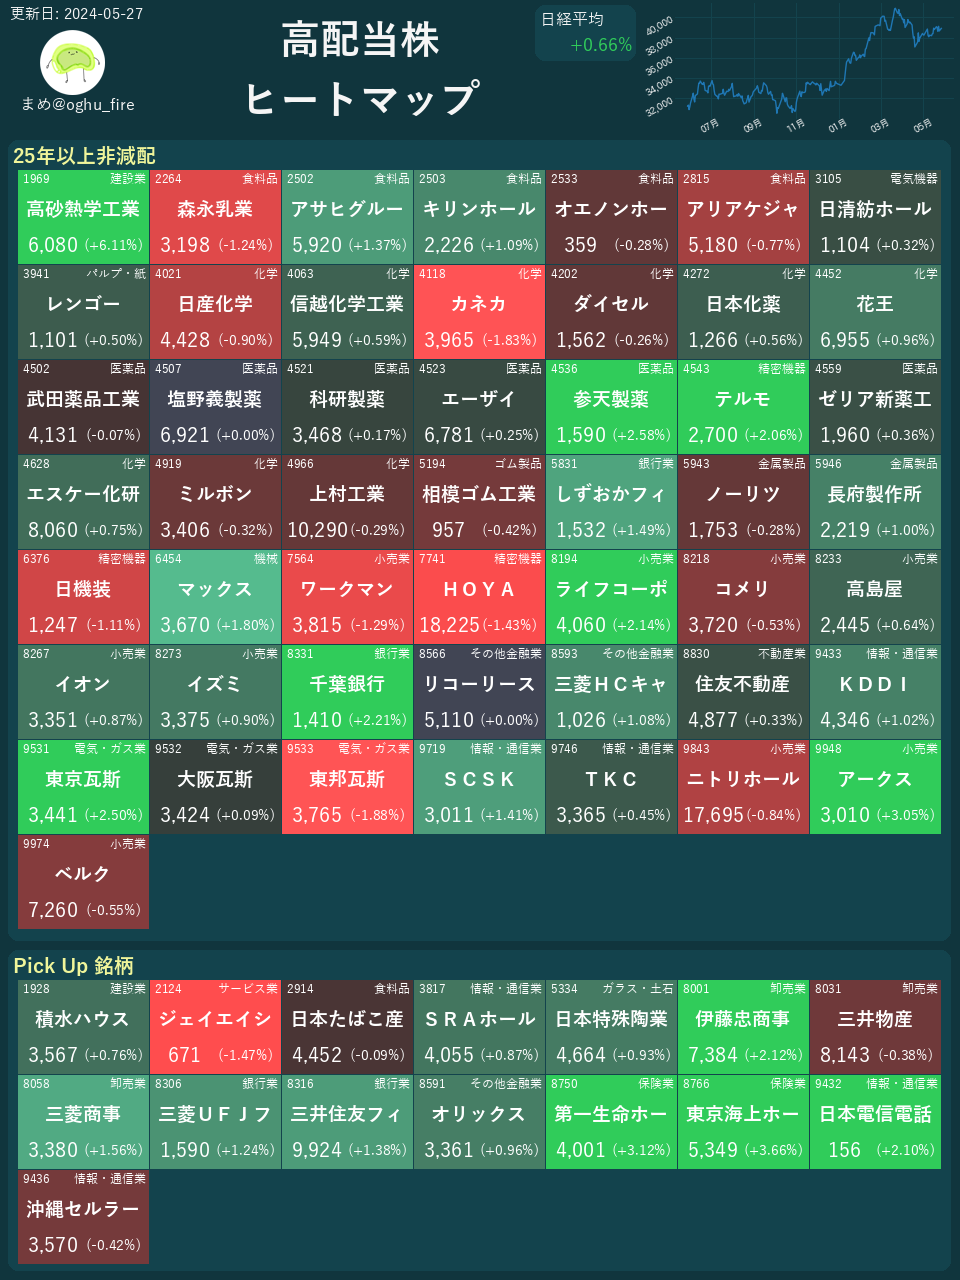 更新日: 2024-05-27
まめ@oghu_fire
高配当株
ヒートマップ
日経平均
+0.66%
40,000
38,000
36,000
34,000
32,000
07月 09月 11月 01月 03月 05月
25年以上非減配
1969 建設業 2264 食料品 2502 食料品 2503 食料品 2533 食料品 2815 食料品 3105 電気機器
高砂熱学工業 森永乳業 アサヒグルー キリンホール オエノンホー アリアケジャ 日清紡ホール
6,080 (+6.11%) 3,198 (-1.24%) 5,920 (+1.37%) 2,226 (+1.09%) 359 (-0.28%) 5,180 (-0.77%) 1,104 (+0.32%)
3941 パルプ・紙 4021 化学 4063 化学 4118 化学 4202 化学 4272 化学 4452 化学
レンゴー 日産化学 信越化学工業 カネカ ダイセル 日本化薬 花王
1,101 (+0.50%) 4,428 (-0.90%) 5,949 (+0.59%) 3,965 (-1.83%) 1,562 (-0.26%) 1,266 (+0.56%) 6,955 (+0.96%)
4502 医薬品 4507 医薬品 4521 医薬品 4523 医薬品 4536 医薬品 4543 精密機器 4559 医薬品
武田薬品工業 塩野義製薬 科研製薬 エーザイ 参天製薬 テルモ ゼリア新薬工
4,131 (-0.07%) 6,921 (+0.00%) 3,468 (+0.17%) 6,781 (+0.25%) 1,590 (+2.58%) 2,700 (+2.06%) 1,960 (+0.36%)
4628 化学 4919 化学 4966 化学 5194 ゴム製品 5831 銀行業 5943 金属製品 5946 金属製品
エスケー化研 ミルボン 上村工業 相模ゴム工業 しずおかフィ ノーリツ 長府製作所
8,060 (+0.75%) 3,406 (-0.32%) 10,290 (-0.29%) 957 (-0.42%) 1,532 (+1.49%) 1,753 (-0.28%) 2,219 (+1.00%)
6376 精密機器 6454 機械 7564 小売業 7741 精密機器 8194 小売業 8218 小売業 8233 小売業
日機装 マックス ワークマン ＨＯＹＡ ライフコーポ コメリ 高島屋
1,247 (-1.11%) 3,670 (+1.80%) 3,815 (-1.29%) 18,225 (-1.43%) 4,060 (+2.14%) 3,720 (-0.53%) 2,445 (+0.64%)
8267 小売業 8273 小売業 8331 銀行業 8566 その他金融業 8593 その他金融業 8830 不動産業 9433 情報・通信業
イオン イズミ 千葉銀行 リコーリース 三菱ＨＣキャ 住友不動産 ＫＤＤＩ
3,351 (+0.87%) 3,375 (+0.90%) 1,410 (+2.21%) 5,110 (+0.00%) 1,026 (+1.08%) 4,877 (+0.33%) 4,346 (+1.02%)
9531 電気・ガス業 9532 電気・ガス業 9533 電気・ガス業 9719 情報・通信業 9746 情報・通信業 9843 小売業 9948 小売業
東京瓦斯 大阪瓦斯 東邦瓦斯 ＳＣＳＫ ＴＫＣ ニトリホール アークス
3,441 (+2.50%) 3,424 (+0.09%) 3,765 (-1.88%) 3,011 (+1.41%) 3,365 (+0.45%) 17,695 (-0.84%) 3,010 (+3.05%)
9974 小売業
ベルク
7,260 (-0.55%)
Pick Up 銘柄
1928 建設業 2124 サービス業 2914 食料品 3817 情報・通信業 5334 ガラス・土石 8001 卸売業 8031 卸売業
積水ハウス ジェイエイシ 日本たばこ産 ＳＲＡホール 日本特殊陶業 伊藤忠商事 三井物産
3,567 (+0.76%) 671 (-1.47%) 4,452 (-0.09%) 4,055 (+0.87%) 4,664 (+0.93%) 7,384 (+2.12%) 8,143 (-0.38%)
8058 卸売業 8306 銀行業 8316 銀行業 8591 その他金融業 8750 保険業 8766 保険業 9432 情報・通信業
三菱商事 三菱ＵＦＪフ 三井住友フィ オリックス 第一生命ホー 東京海上ホー 日本電信電話
3,380 (+1.56%) 1,590 (+1.24%) 9,924 (+1.38%) 3,361 (+0.96%) 4,001 (+3.12%) 5,349 (+3.66%) 156 (+2.10%)
9436 情報・通信業
沖縄セルラー
3,570 (-0.42%)